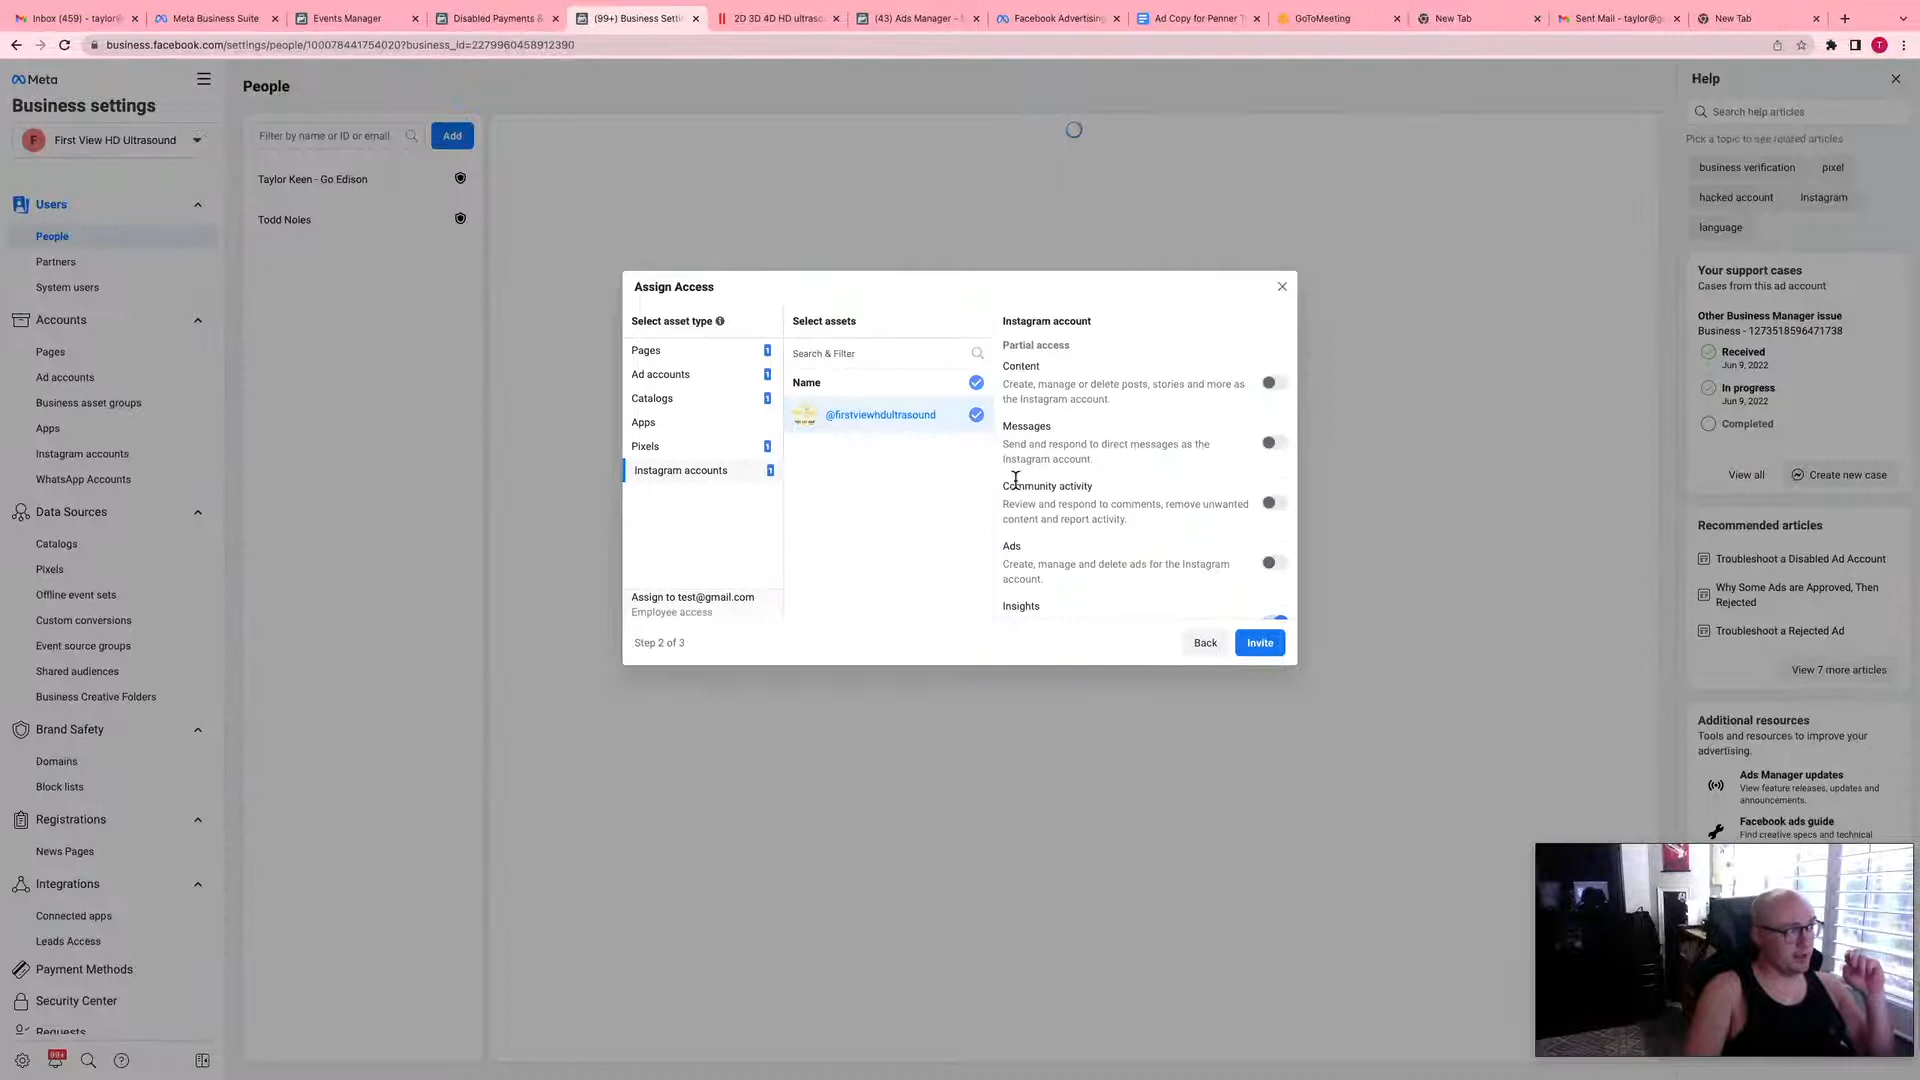 Inbox (459) - taylor@
Meta Business Suite
Events Manager
Disabled Payments &
(99+) Business Setti
2D 3D 4D HD ultraso
(43) Ads Manager -
Facebook Advertising
Ad Copy for Penner T
GoToMeeting
New Tab
Sent Mail - taylor@g
New Tab
business.facebook.com/settings/people/100078441754020?business_id=2279960458912390
T
Meta
Business settings
F
First View HD Ultrasound
Users
People
Partners
System users
Accounts
Pages
Ad accounts
Business asset groups
Apps
Instagram accounts
WhatsApp Accounts
Data Sources
Catalogs
Pixels
Offline event sets
Custom conversions
Event source groups
Shared audiences
Business Creative Folders
Brand Safety
Domains
Block lists
Registrations
News Pages
Integrations
Connected apps
Leads Access
Payment Methods
Security Center
Requests
99+
People
Filter by name or ID or email
Add
Taylor Keen - Go Edison
Todd Noles
Assign Access
Select asset type
Pages 1
Ad accounts 1
Catalogs 1
Apps
Pixels 1
Instagram accounts 1
Assign to test@gmail.com
Employee access
Select assets
Search & Filter
Name
@firstviewhdultrasound
Instagram account
Partial access
Content
Create, manage or delete posts, stories and more as
the Instagram account.
Messages
Send and respond to direct messages as the
Instagram account.
Community activity
Review and respond to comments, remove unwanted
content and report activity.
Ads
Create, manage and delete ads for the Instagram
account.
Insights
Step 2 of 3
Back
Invite
Help
Search help articles
Pick a topic to see related articles
business verification
pixel
hacked account
Instagram
language
Your support cases
Cases from this ad account
Other Business Manager issue
Business - 1273518596471738
Received
Jun 9, 2022
In progress
Jun 9, 2022
Completed
View all
Create new case
Recommended articles
Troubleshoot a Disabled Ad Account
Why Some Ads are Approved, Then
Rejected
Troubleshoot a Rejected Ad
View 7 more articles
Additional resources
Tools and resources to improve your
advertising.
Ads Manager updates
View feature releases, updates and
announcements.
Facebook ads guide
Find creative specs and technical